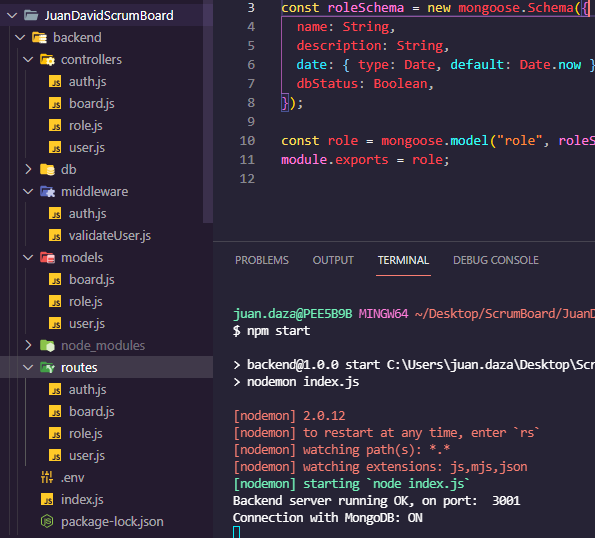 JuanDavidScrumBoard
backend
controllers
auth.js
board.js
role.js
user.js
db
middleware
auth.js
validateUser.js
models
board.js
role.js
user.js
node_modules
routes
auth.js
board.js
role.js
user.js
.env
index.js
package-lock.json
3 const roleSchema = new mongoose.Schema({
4 name: String,
5 description: String,
6 date: { type: Date, default: Date.now }
7 dbStatus: Boolean,
8 });
9
10 const role = mongoose.model("role", roleS
11 module.exports = role;
12
PROBLEMS OUTPUT TERMINAL DEBUG CONSOLE
juan.daza@PEE5B9B MINGW64 ~/Desktop/ScrumBoard/JuanD
$ npm start
> backend@1.0.0 start C:\Users\juan.daza\Desktop\Scr
> nodemon index.js
[nodemon] 2.0.12
[nodemon] to restart at any time, enter `rs`
[nodemon] watching path(s): *.*
[nodemon] watching extensions: js,mjs,json
[nodemon] starting `node index.js`
Backend server running OK, on port:  3001
Connection with MongoDB: ON